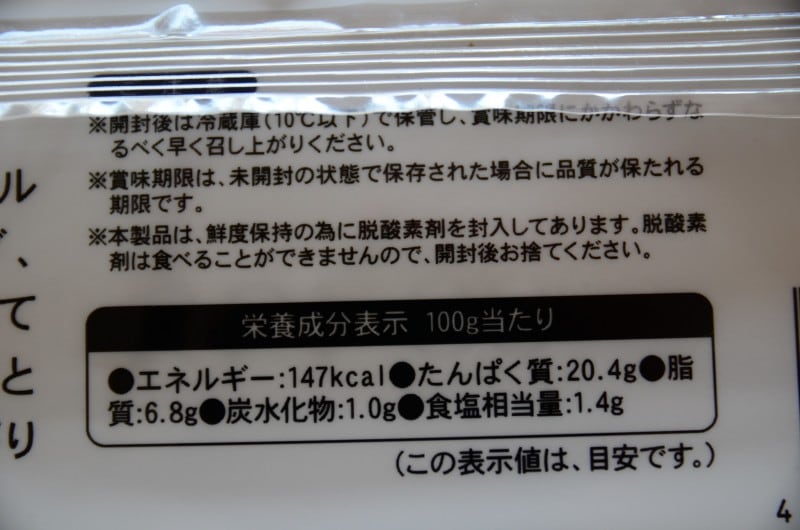 ※開封後は冷蔵庫(10℃以下)で保管し、賞味期限にかかわらずな
るべく早く召し上がりください。
※賞味期限は、未開封の状態で保存された場合に品質が保たれる
期限です。
※本製品は、鮮度保持の為に脱酸素剤を封入してあります。脱酸素
剤は食べることができませんので、開封後お捨てください。
栄養成分表示 100g当たり
●エネルギー:147kcal●たんぱく質:20.4g●脂
質:6.8g●炭水化物:1.0g●食塩相当量:1.4g
(この表示値は、目安です。)
ル
、
て
と
り
4